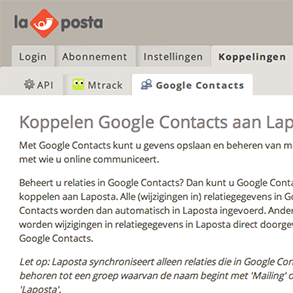 la posta
Login Abonnement Instellingen Koppelingen
API Mtrack Google Contacts
Koppelen Google Contacts aan Lap
Met Google Contacts kunt u gevens opslaan en beheren van m
met wie u online communiceert.
Beheert u relaties in Google Contacts? Dan kunt u Google Conta
koppelen aan Laposta. Alle (wijzigingen in) relatiegegevens in G
Contacts worden dan automatisch in Laposta ingevoerd. Ander
worden wijzigingen in relatiegegevens in Laposta direct doorge
Google Contacts.
Let op: Laposta synchroniseert alleen relaties die in Google Con
behoren tot een groep waarvan de naam begint met 'Mailing' o
'Laposta'.